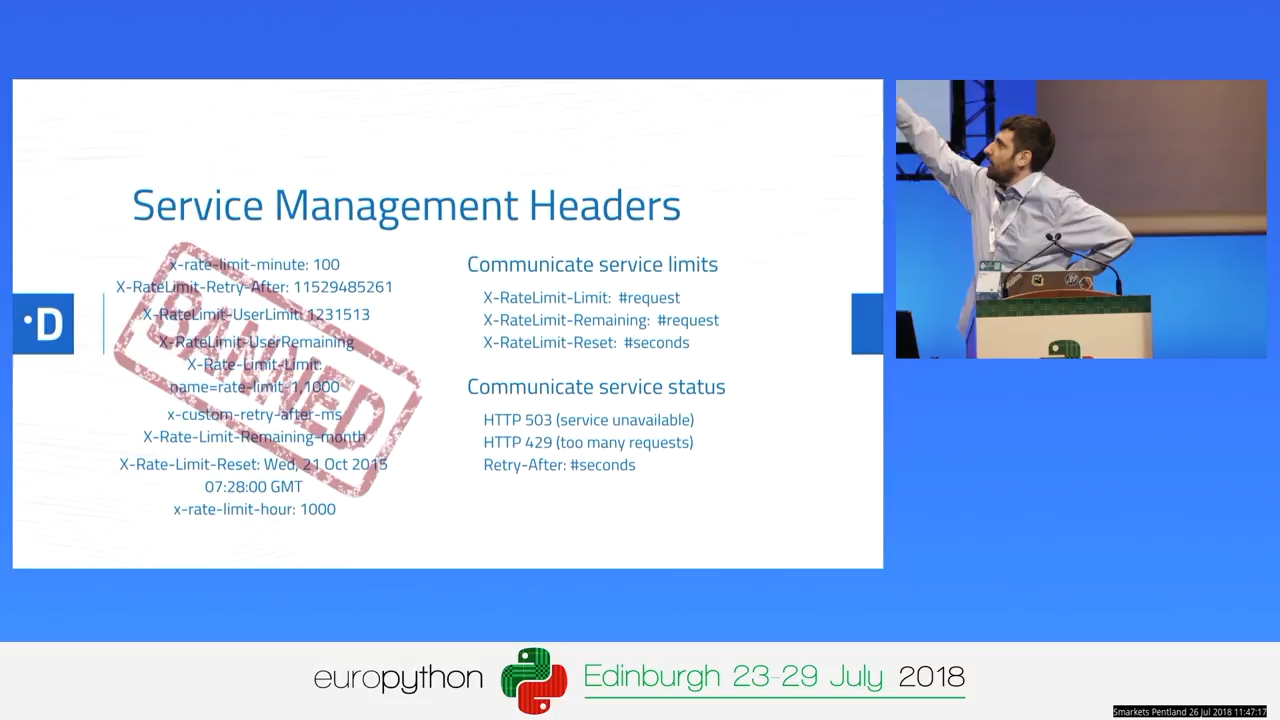 Service Management Headers
x-rate-limit-minute: 100
X-RateLimit-Retry-After: 11529485261
X-RateLimit-UserLimit: 1231513
X-RateLimit-UserRemaining
X-Rate-Limit-Limit:
name=rate-limit-1,1000
x-custom-retry-after-ms
X-Rate-Limit-Remaining-month
X-Rate-Limit-Reset: Wed, 21 Oct 2015
07:28:00 GMT
x-rate-limit-hour: 1000
BANNED
Communicate service limits
X-RateLimit-Limit: #request
X-RateLimit-Remaining: #request
X-RateLimit-Reset: #seconds
Communicate service status
HTTP 503 (service unavailable)
HTTP 429 (too many requests)
Retry-After: #seconds
·D
europython Edinburgh 23-29 July 2018
Smarkets Pentland 26 Jul 2018 11:47:17